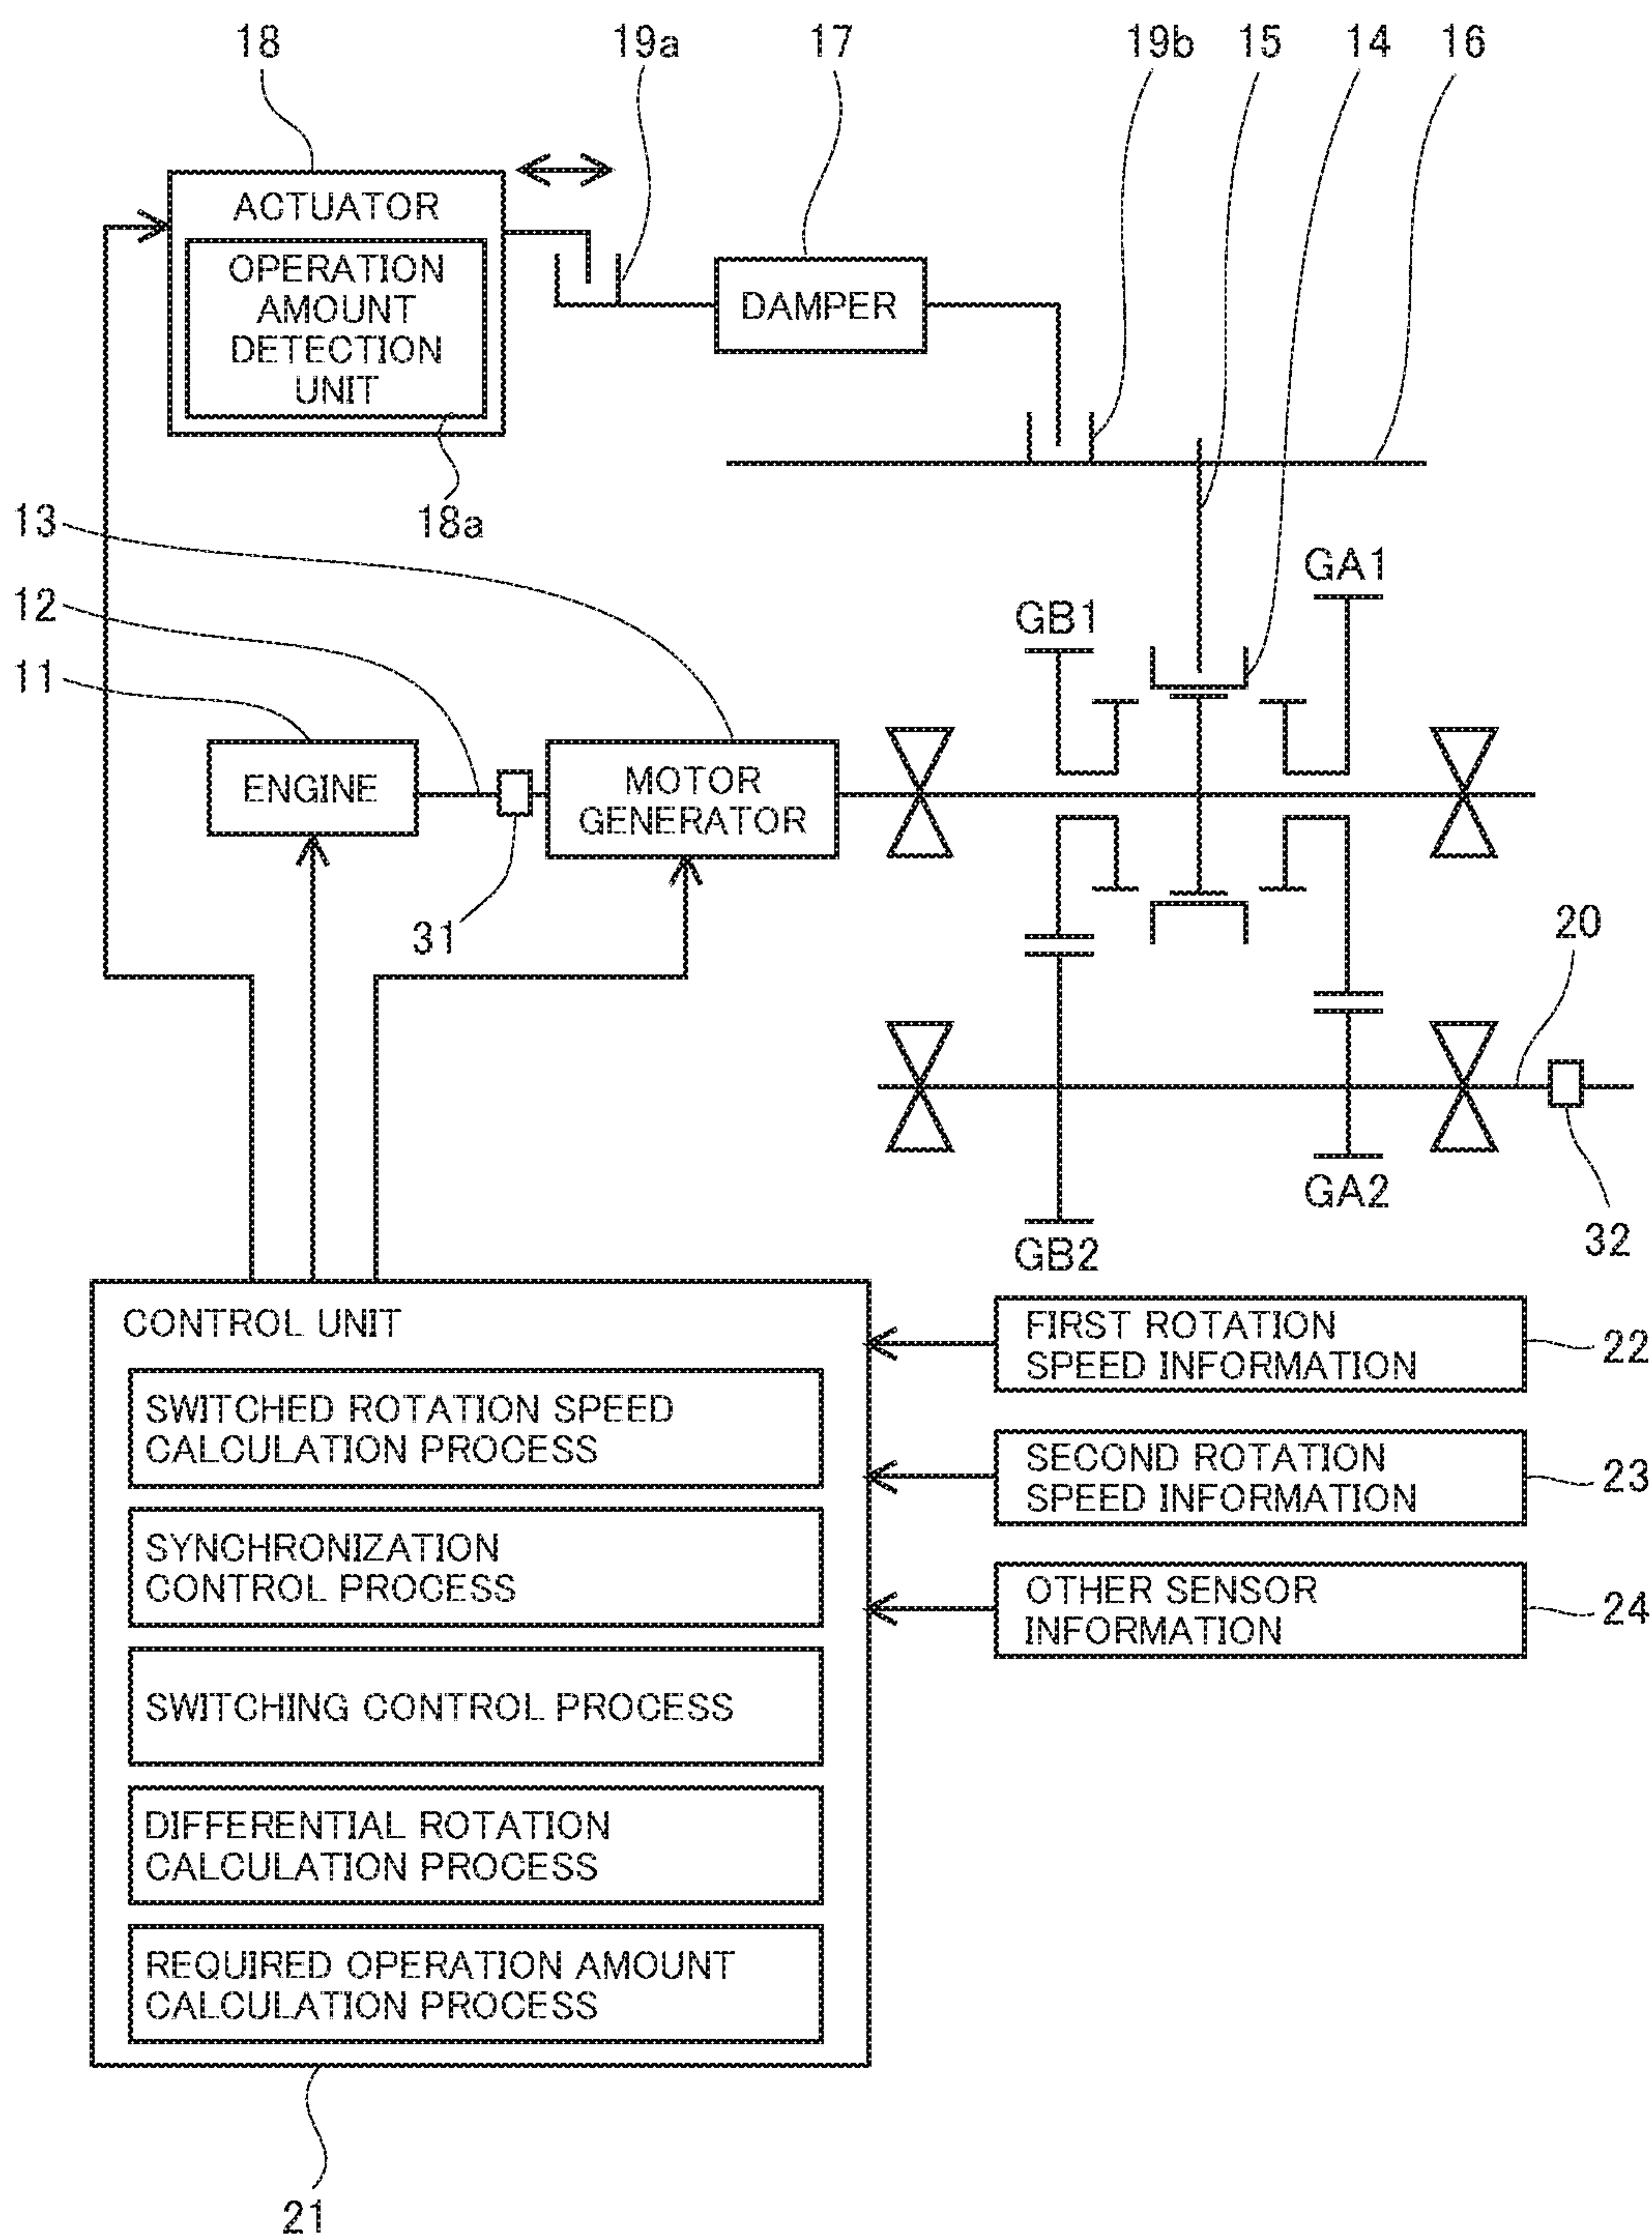 18
19a
17
19b
15
14
16
ACTUATOR
OPERATION
AMOUNT
DETECTION
UNIT
DAMPER
18a
13
12
11
GA1
GB1
ENGINE
MOTOR
GENERATOR
31
20
GA2
GB2
32
CONTROL UNIT
SWITCHED ROTATION SPEED
CALCULATION PROCESS
SYNCHRONIZATION
CONTROL PROCESS
SWITCHING CONTROL PROCESS
DIFFERENTIAL ROTATION
CALCULATION PROCESS
REQUIRED OPERATION AMOUNT
CALCULATION PROCESS
FIRST ROTATION
SPEED INFORMATION
22
SECOND ROTATION
SPEED INFORMATION
23
OTHER SENSOR
INFORMATION
24
21